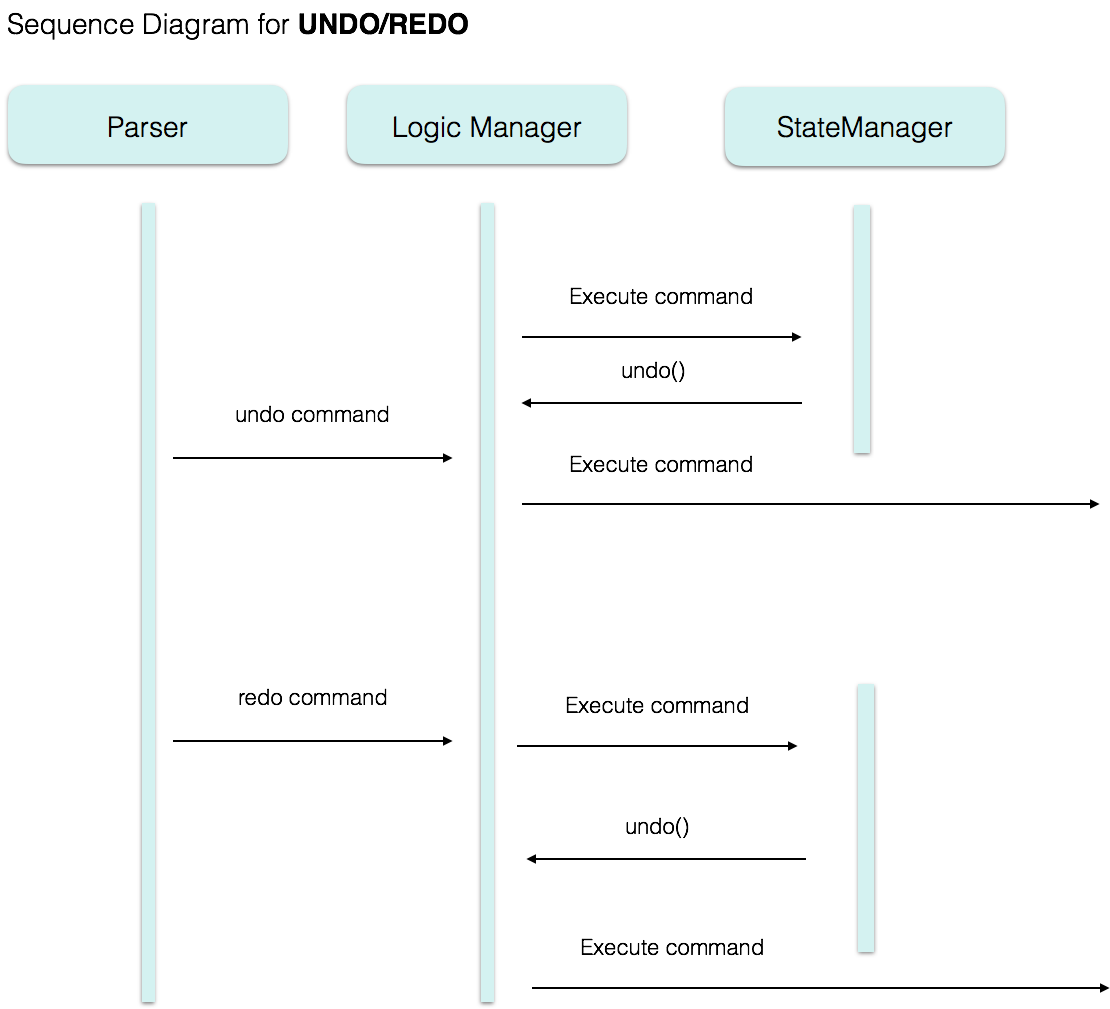 Sequence Diagram for UNDO/REDO
Parser
Logic Manager
StateManager
Execute command
undo()
undo command
Execute command
redo command
Execute command
undo()
Execute command